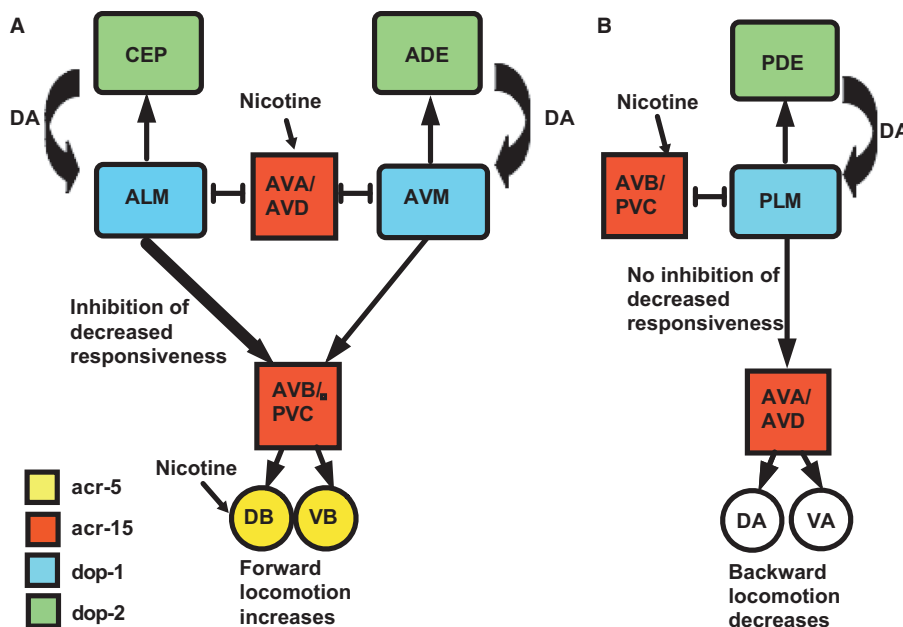 A
CEP
ADE
DA
Nicotine
DA
ALM
AVA/
AVD
AVM
Inhibition of
decreased
responsiveness
AVB/
PVC
Nicotine
DB
VB
Forward
locomotion
increases
acr-5
acr-15
dop-1
dop-2
B
PDE
Nicotine
DA
AVB/
PVC
PLM
No inhibition of
decreased
responsiveness
AVA/
AVD
DA
VA
Backward
locomotion
decreases